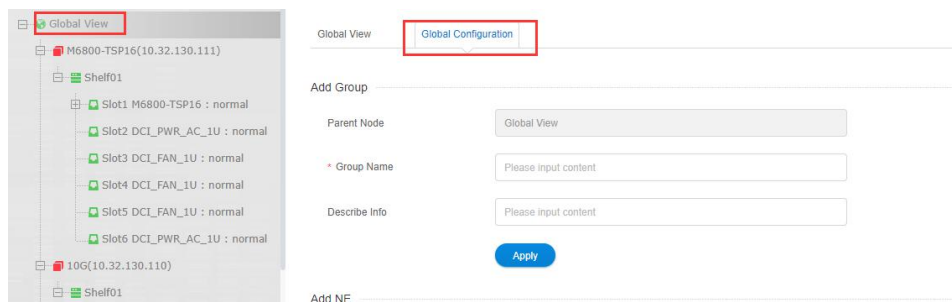 Global View
M6800-TSP16(10.32.130.111)
Shelf01
Slot1 M6800-TSP16 : normal
Slot2 DCI_PWR_AC_1U : normal
Slot3 DCI_FAN_1U : normal
Slot4 DCI_FAN_1U : normal
Slot5 DCI_FAN_1U : normal
Slot6 DCI_PWR_AC_1U : normal
10G(10.32.130.110)
Shelf01
Global View
Global Configuration
Add Group
Parent Node
Global View
* Group Name
Please input content
Describe Info
Please input content
Apply
Add NE